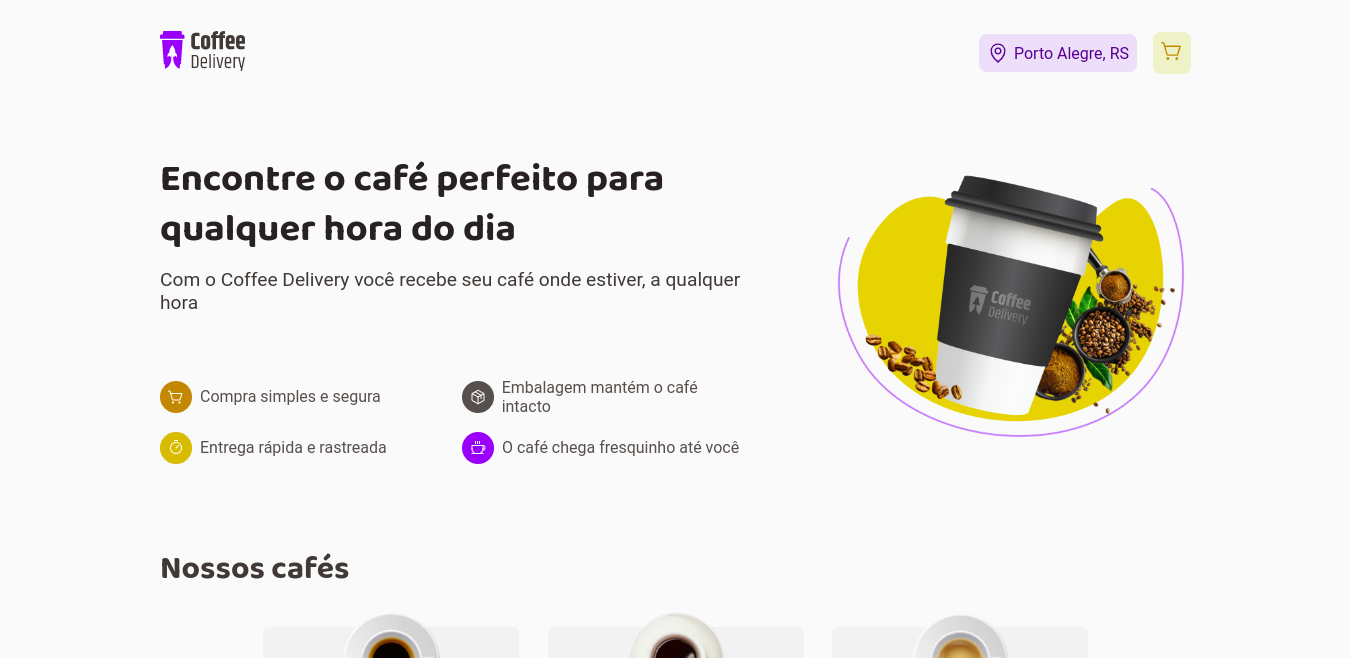 Coffee
Delivery
Porto Alegre, RS
Encontre o café perfeito para
qualquer hora do dia
Com o Coffee Delivery você recebe seu café onde estiver, a qualquer
hora
Compra simples e segura
Embalagem mantém o café
intacto
Entrega rápida e rastreada
O café chega fresquinho até você
Coffee
Delivery
Nossos cafés